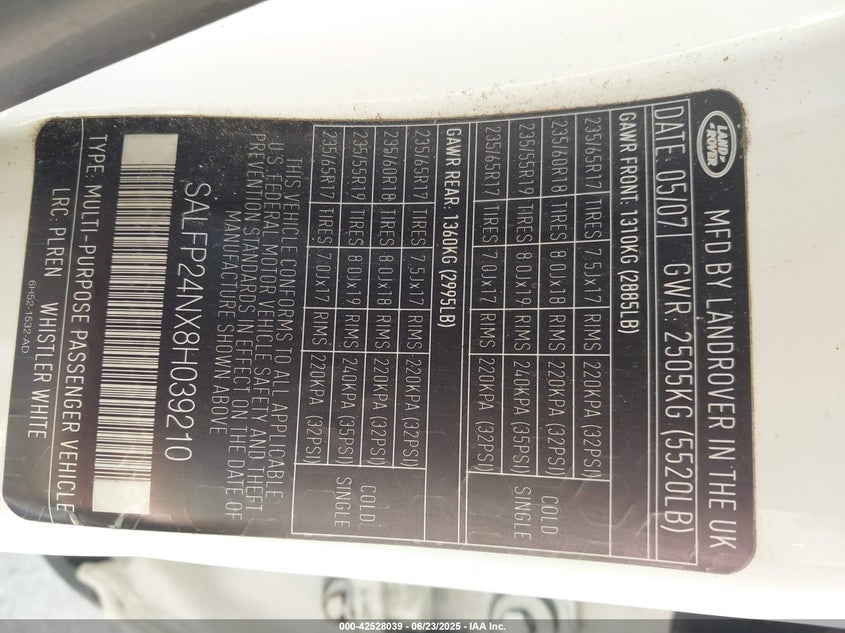 LAND ROVER
MFD BY LANDROVER IN THE UK
DATE: 05/07 GWR: 2505KG (5520LB)
GAWR FRONT: 1310KG (2885LB)
235/65R17 TIRES 7.5Jx17 RIMS 220KPA (32PSI)
235/60R18 TIRES 8.0Jx18 RIMS 220KPA (32PSI) COLD
235/55R19 TIRES 8.0Jx19 RIMS 240KPA (35PSI) SINGLE
235/65R17 TIRES 7.0Jx17 RIMS 220KPA (32PSI)
GAWR REAR: 1360KG (2995LB)
235/65R17 TIRES 7.5Jx17 RIMS 220KPA (32PSI)
235/60R18 TIRES 8.0Jx18 RIMS 220KPA (32PSI) COLD
235/55R19 TIRES 8.0Jx19 RIMS 240KPA (35PSI) SINGLE
235/65R17 TIRES 7.0Jx17 RIMS 220KPA (32PSI)
THIS VEHICLE CONFORMS TO ALL APPLICABLE
U.S. FEDERAL MOTOR VEHICLE SAFETY AND THEFT
PREVENTION STANDARDS IN EFFECT ON THE DATE OF
MANUFACTURE SHOWN ABOVE
SALFP24NX8H039210
TYPE: MULTI-PURPOSE PASSENGER VEHICLE
LRC: PLREN WHISTLER WHITE
6H52-1532-AD
000-42528039 - 06/23/2025 - IAA Inc.